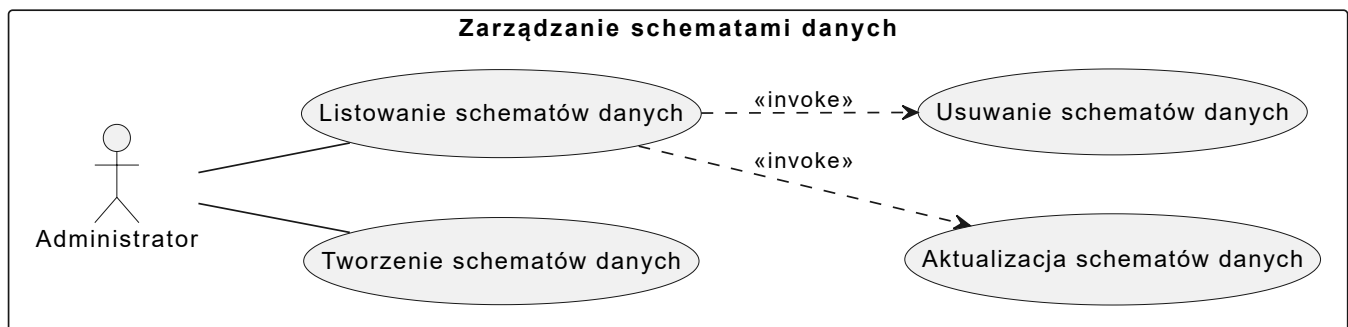 Zarządzanie schematami danych
Listowanie schematów danych
«invoke»
Usuwanie schematów danych
«invoke»
Administrator
Tworzenie schematów danych
Aktualizacja schematów danych